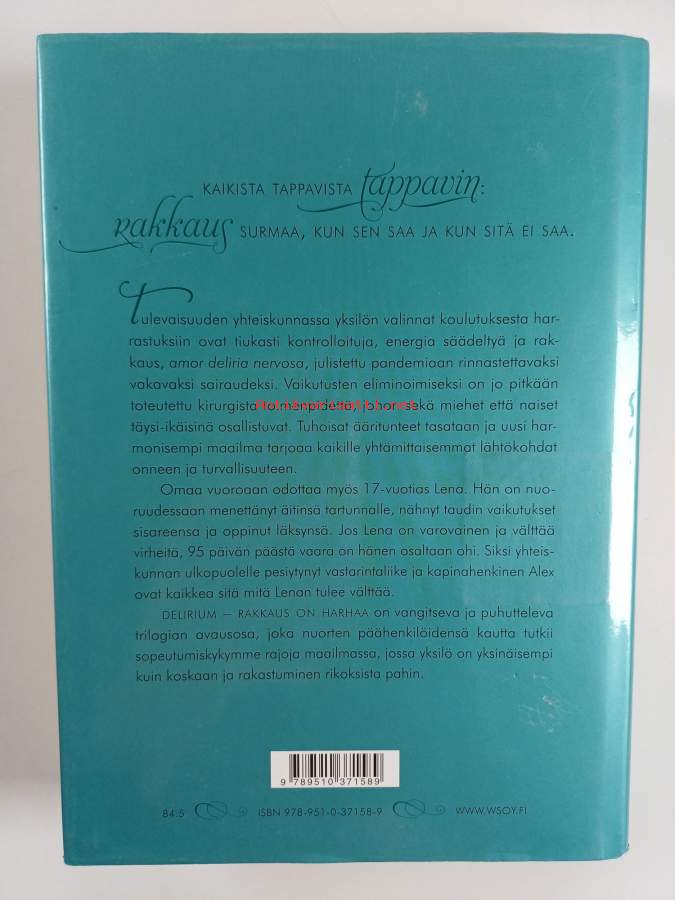 KAIKISTA TAPPAVISTA tappavin:
Rakkaus SURMAA, KUN SEN SAA JA KUN SITÄ EI SAA.
Tulevaisuuden yhteiskunnassa yksilön valinnat koulutuksesta har-
rastuksiin ovat tiukasti kontrolloituja, energia säädeltyä ja rak-
kaus, amor deliria nervosa, julistettu pandemiaan rinnastettavaksi
vakavaksi sairaudeksi. Vaikutusten eliminoimiseksi on jo pitkään
toteutettu kirurgista toimenpidettä, johon sekä miehet että naiset
täysi-ikäisinä osallistuvat. Tuhoisat ääritunteet tasataan ja uusi har-
monisempi maailma tarjoaa kaikille yhtämittaisemmat lähtökohdat
onneen ja turvallisuuteen.
Omaa vuoroaan odottaa myös 17-vuotias Lena. Hän on nuo-
ruudessaan menettänyt äitinsä tartunnalle, nähnyt taudin vaikutukset
sisareensa ja oppinut läksynsä. Jos Lena on varovainen ja välttää
virheitä, 95 päivän päästä vaara on hänen osaltaan ohi. Siksi yhteis-
kunnan ulkopuolelle pesiytynyt vastarintaliike ja kapinahenkinen Alex
ovat kaikkea sitä mitä Lenan tulee välttää.
DELIRIUM – RAKKAUS ON HARHAA on vangitseva ja puhutteleva
trilogian avausosa, joka nuorten päähenkilöidensä kautta tutkii
sopeutumiskykymme rajoja maailmassa, jossa yksilö on yksinäisempi
kuin koskaan ja rakastuminen rikoksista pahin.
9 789510 371589
84.5 ISBN 978-951-0-37158-9 WWW.WSOY.FI